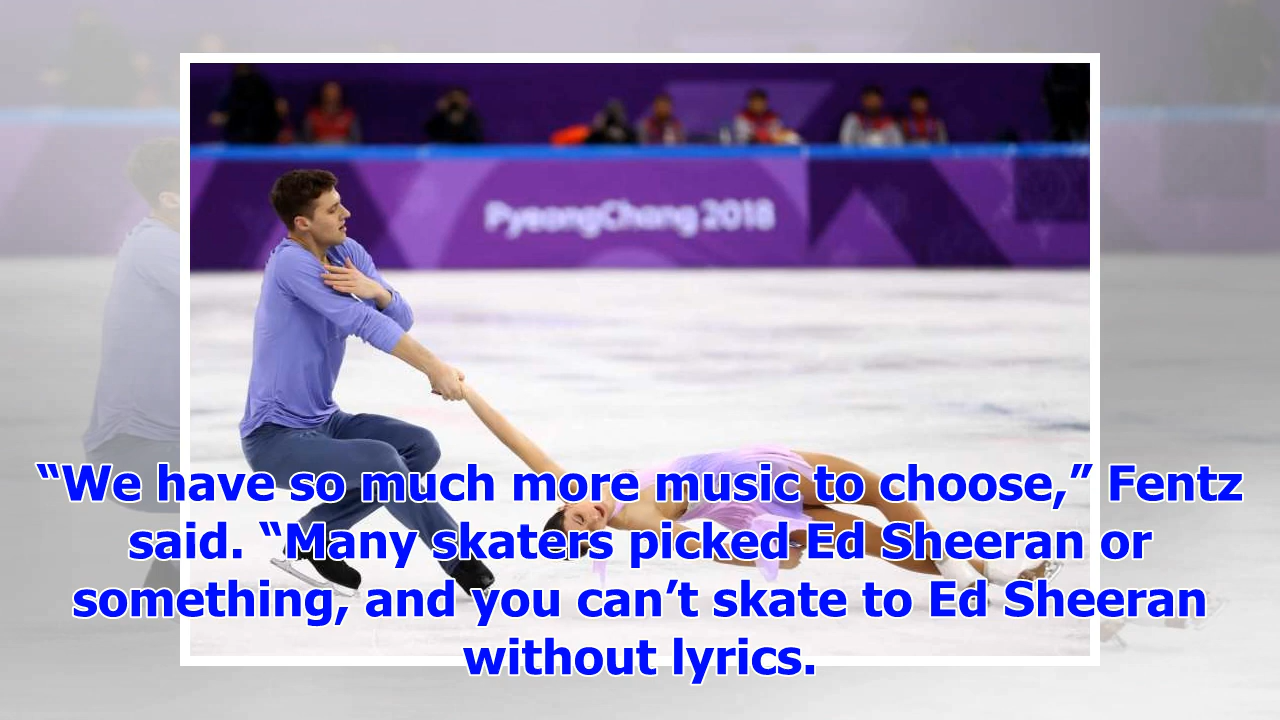 PyeongChang 2018
“We have so much more music to choose,” Fentz
said. “Many skaters picked Ed Sheeran or
something, and you can’t skate to Ed Sheeran
without lyrics.